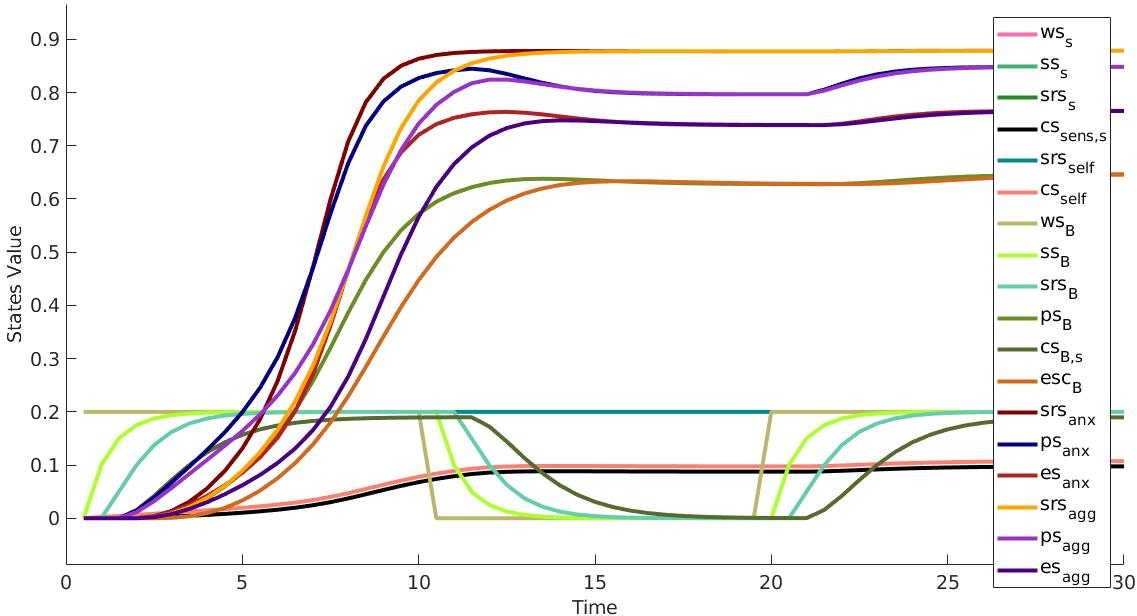 0.9
0.8
0.7
0.6
0.5
0.4
0.3
0.2
0.1
0
States Value
0 5 10 15 20 25 30
Time
ws_s
ss_s
srs_s
cs_sens,s
srs_self
cs_self
ws_B
ss_B
srs_B
ps_B
cs_B,s
esc_B
srs_anx
ps_anx
es_anx
srs_agg
ps_agg
es_agg